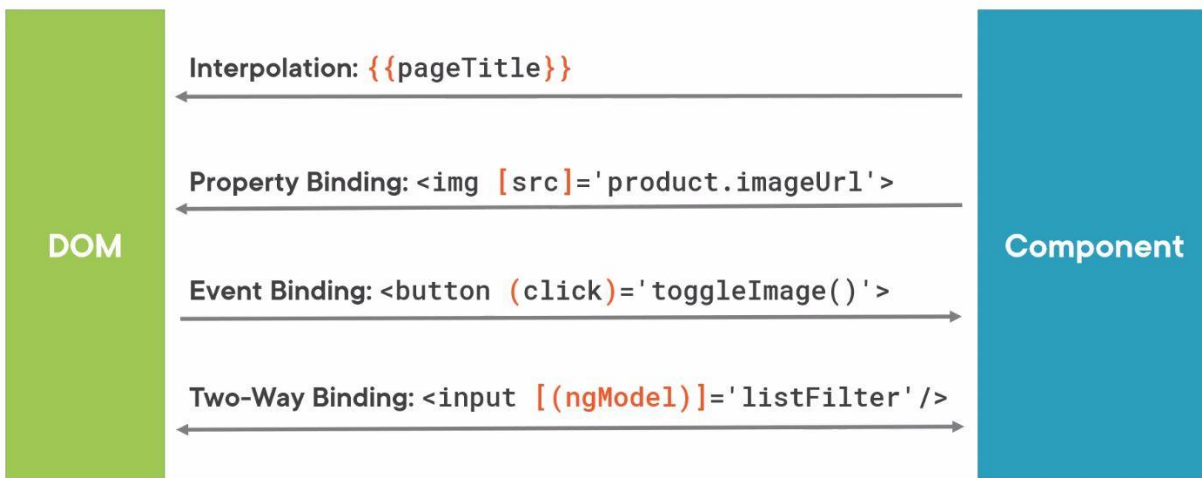 Interpolation: {{pageTitle}}
Property Binding: <img [src]='product.imageUrl'>
DOM
Component
Event Binding: <button (click)='toggleImage()'>
Two-Way Binding: <input [(ngModel)]='listFilter'/>